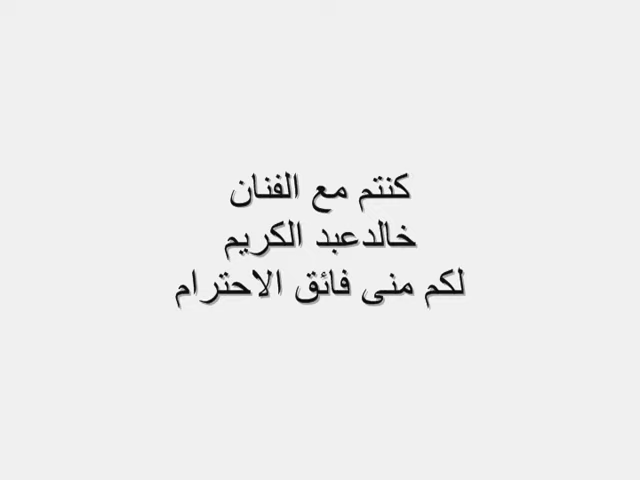 كنتم مع الفنان
خالدعبد الكريم
لكم منى فائق الاحترام